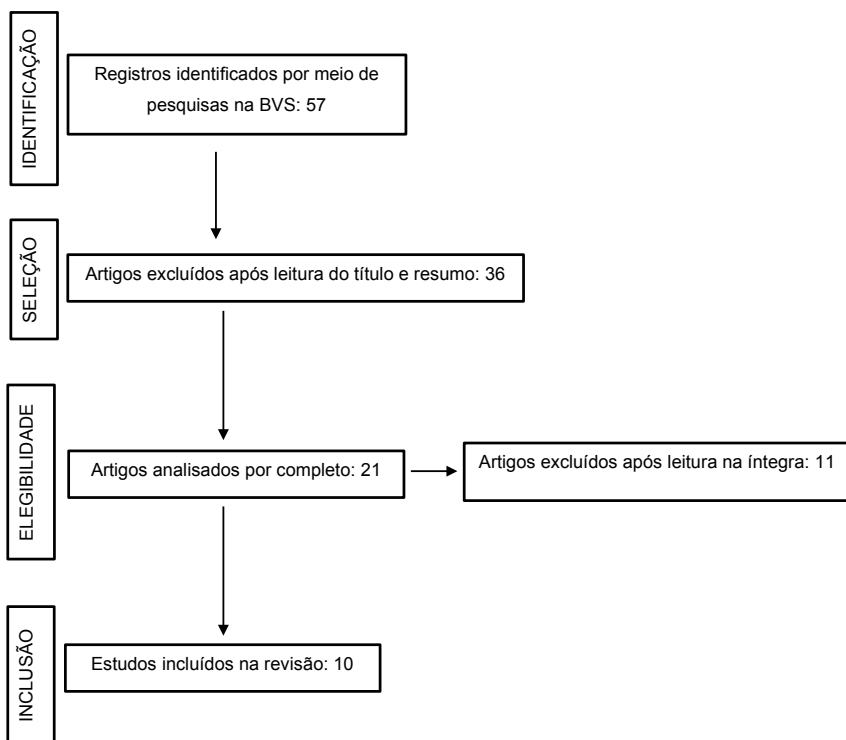 IDENTIFICAÇÃO
Registros identificados por meio de
pesquisas na BVS: 57
SELEÇÃO
Artigos excluídos após leitura do título e resumo: 36
ELEGIBILIDADE
Artigos analisados por completo: 21
Artigos excluídos após leitura na íntegra: 11
INCLUSÃO
Estudos incluídos na revisão: 10